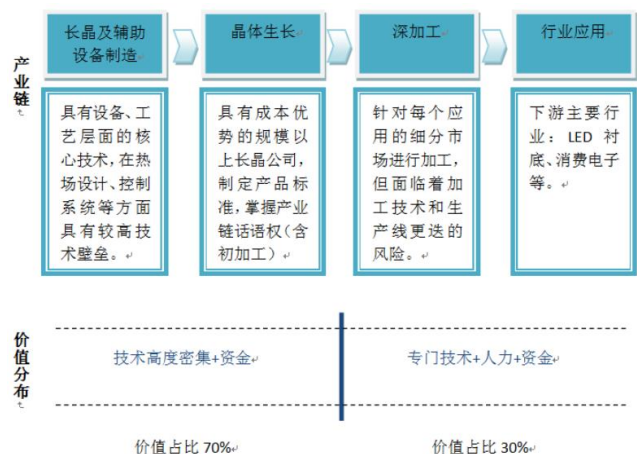 产业链
长晶及辅助
设备制造
晶体生长
深加工
行业应用
具有设备、工
艺层面的核
心技术，在热
场设计、控制
系统等方面
具有较高技
术壁垒。
具有成本优
势的规模以
上长晶公司，
制定产品标
准，掌握产业
链话语权（含
初加工）
针对每个应
用的细分市
场进行加工，
但面临着加
工技术和生
产线更迭的
风险。
下游主要行
业：LED 衬
底、消费电子
等。
价值分布
技术高度密集+资金
专门技术+人力+资金
价值占比 70%
价值占比 30%